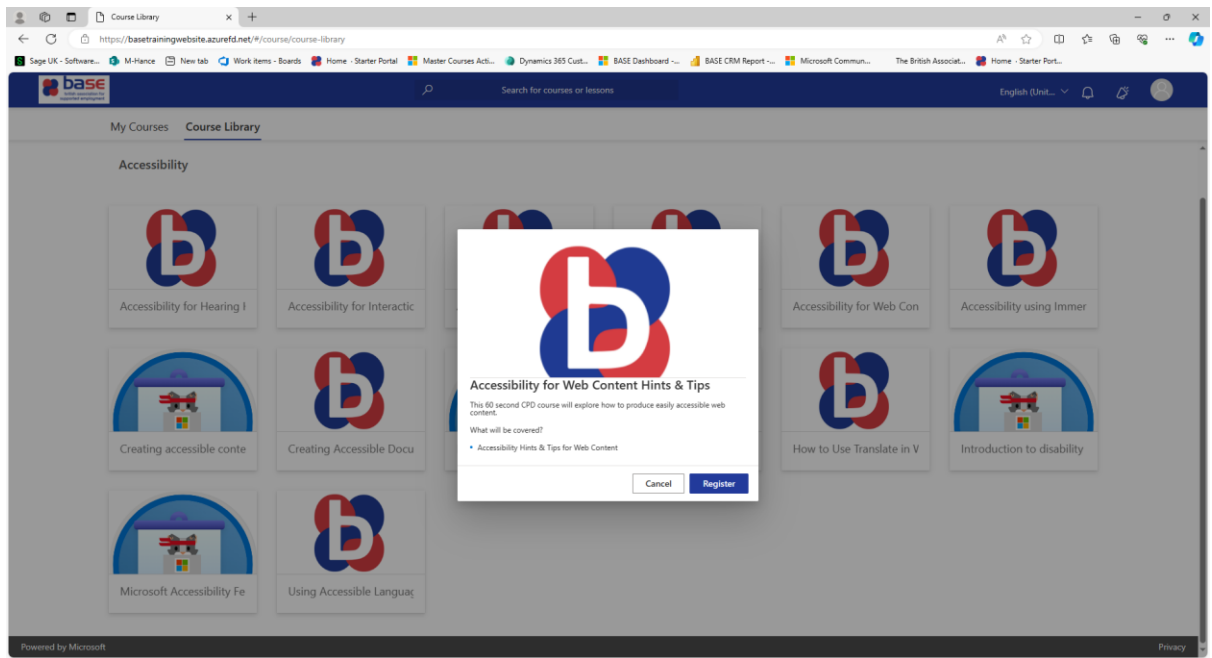 Course Library
https://basetrainingwebsite.azurefd.net/#/course/course-library
Sage UK - Software... M-Hance New tab Work items - Boards Home - Starter Portal Master Courses Acti... Dynamics 365 Cust... BASE Dashboard -... BASE CRM Report -... Microsoft Commun... The British Associat... Home - Starter Port...
base
british association for
supported employment
Search for courses or lessons
English (Unit...
My Courses Course Library
Accessibility
Accessibility for Hearing I
Accessibility for Interactic
Accessibility for Web Con
Accessibility using Immer
Accessibility for Web Content Hints & Tips
This 60 second CPD course will explore how to produce easily accessible web
content.
What will be covered?
• Accessibility Hints & Tips for Web Content
Cancel Register
Creating accessible conte
Creating Accessible Docu
How to Use Translate in V
Introduction to disability
Microsoft Accessibility Fe
Using Accessible Languag
Powered by Microsoft
Privacy